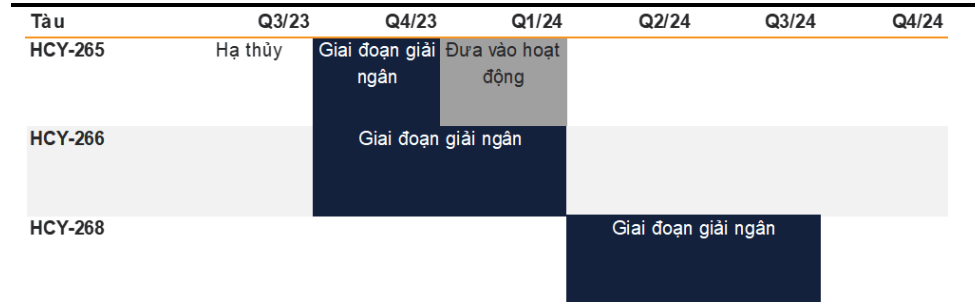 Tàu Q3/23 Q4/23 Q1/24 Q2/24 Q3/24 Q4/24
HCY-265 Hạ thủy Giai đoạn giải Đưa vào hoạt
ngân động
HCY-266 Giai đoạn giải ngân
HCY-268 Giai đoạn giải ngân